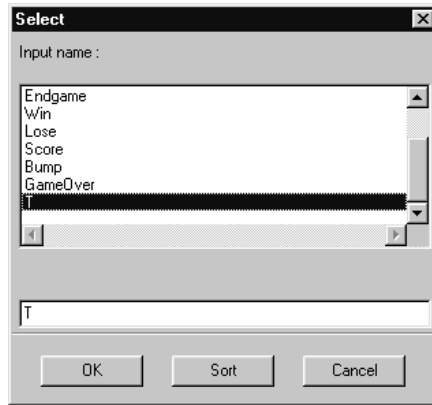 Select
Input name :
Endgame
Win
Lose
Score
Bump
GameOver
T
T
OK Sort Cancel